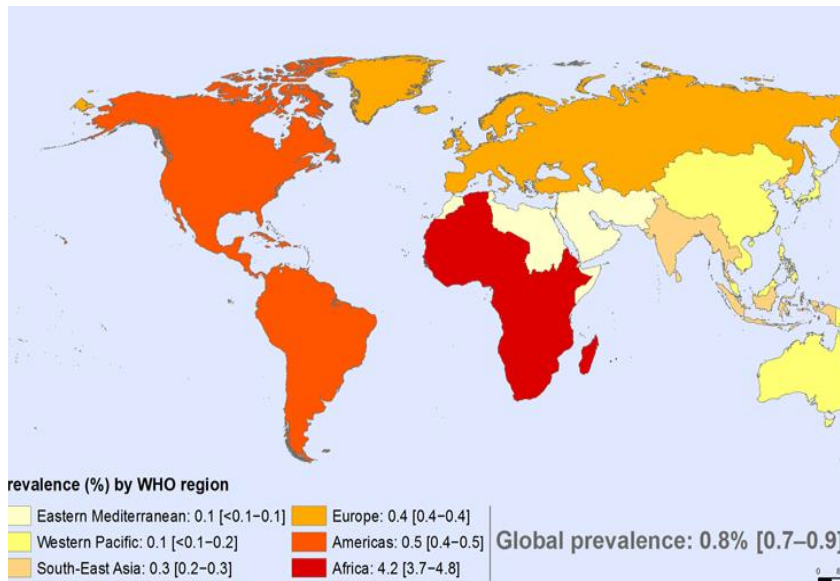 revalence (%) by WHO region
Eastern Mediterranean: 0.1 [<0.1–0.1]
Europe: 0.4 [0.4–0.4]
Western Pacific: 0.1 [<0.1–0.2]
Americas: 0.5 [0.4–0.5]
South-East Asia: 0.3 [0.2–0.3]
Africa: 4.2 [3.7–4.8]
Global prevalence: 0.8% [0.7–0.9]
0